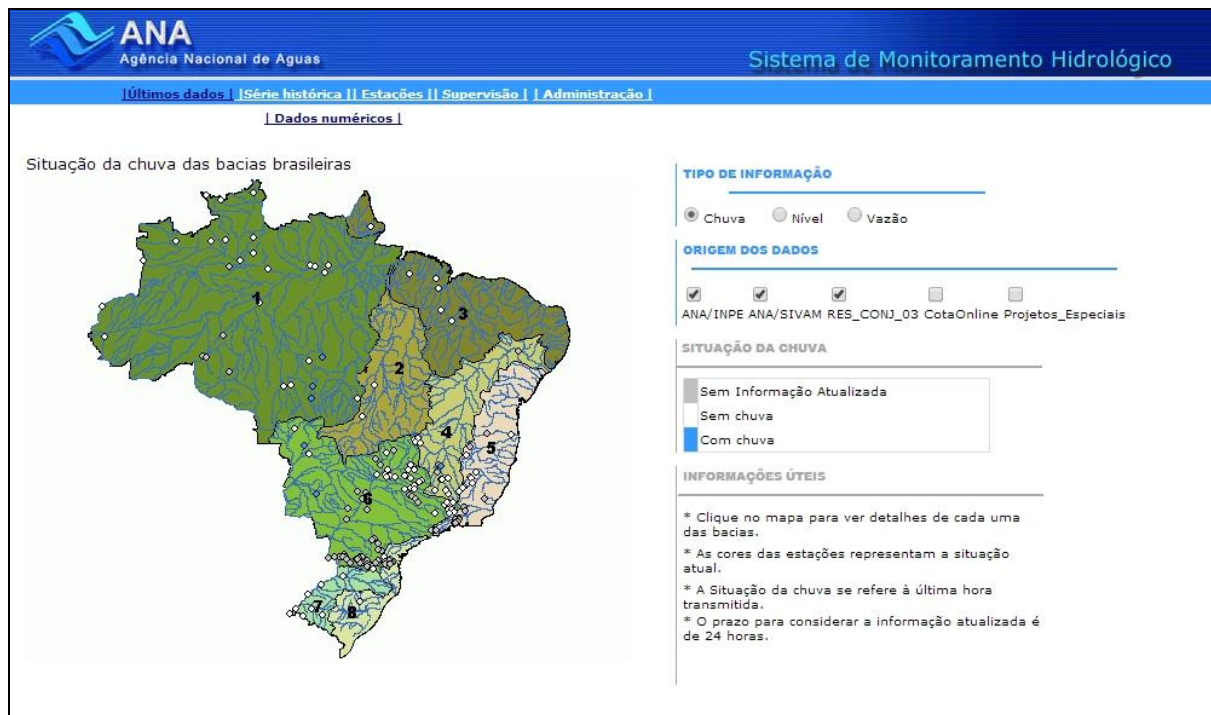 ANA
Agência Nacional de Aguas
Sistema de Monitoramento Hidrológico
|Últimos dados | |Série histórica || Estações || Supervisão | | Administração |
| Dados numéricos |
Situação da chuva das bacias brasileiras
1
2
3
4
5
6
7
8
TIPO DE INFORMAÇÃO
Chuva Nível Vazão
ORIGEM DOS DADOS
ANA/INPE ANA/SIVAM RES_CONJ_03 CotaOnline Projetos_Especiais
SITUAÇÃO DA CHUVA
Sem Informação Atualizada
Sem chuva
Com chuva
INFORMAÇÕES ÚTEIS
* Clique no mapa para ver detalhes de cada uma
das bacias.
* As cores das estações representam a situação
atual.
* A Situação da chuva se refere à última hora
transmitida.
* O prazo para considerar a informação atualizada é
de 24 horas.